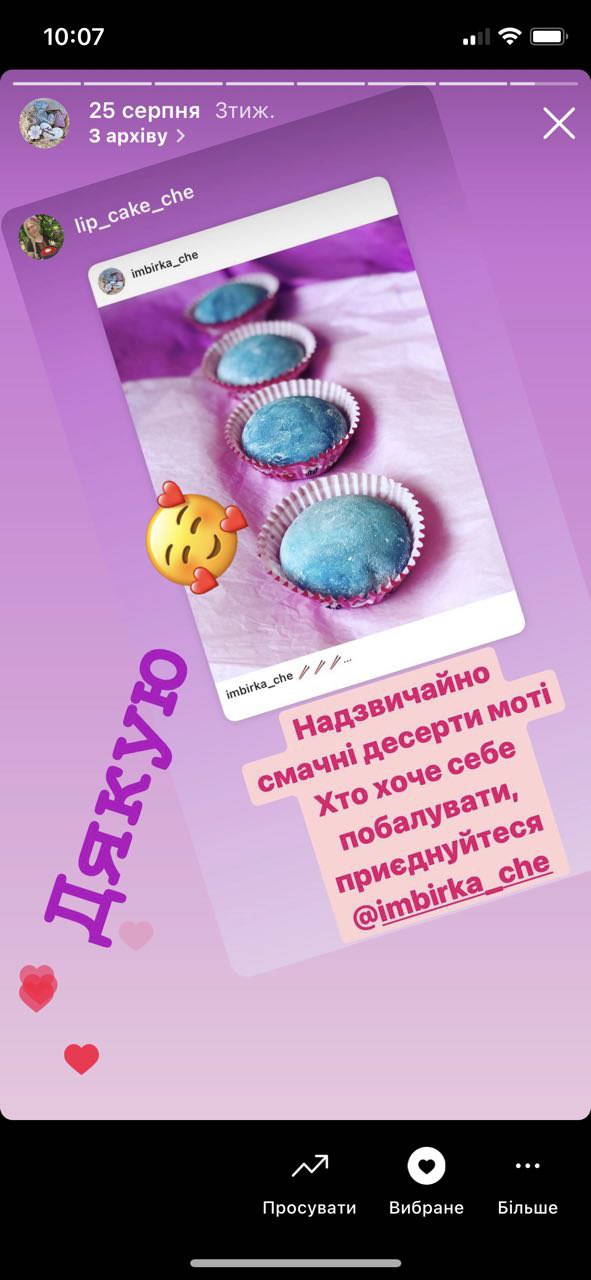 10:07
25 серпня 3тиж.
З архіву
lip_cake_che
imbirka_che
imbirka_che 🥢🥢🥢...
Дякую
Надзвичайно
смачні десерти моті
Хто хоче себе
побалувати,
приєднуйтеся
@imbirka_che
Просувати Вибране Більше